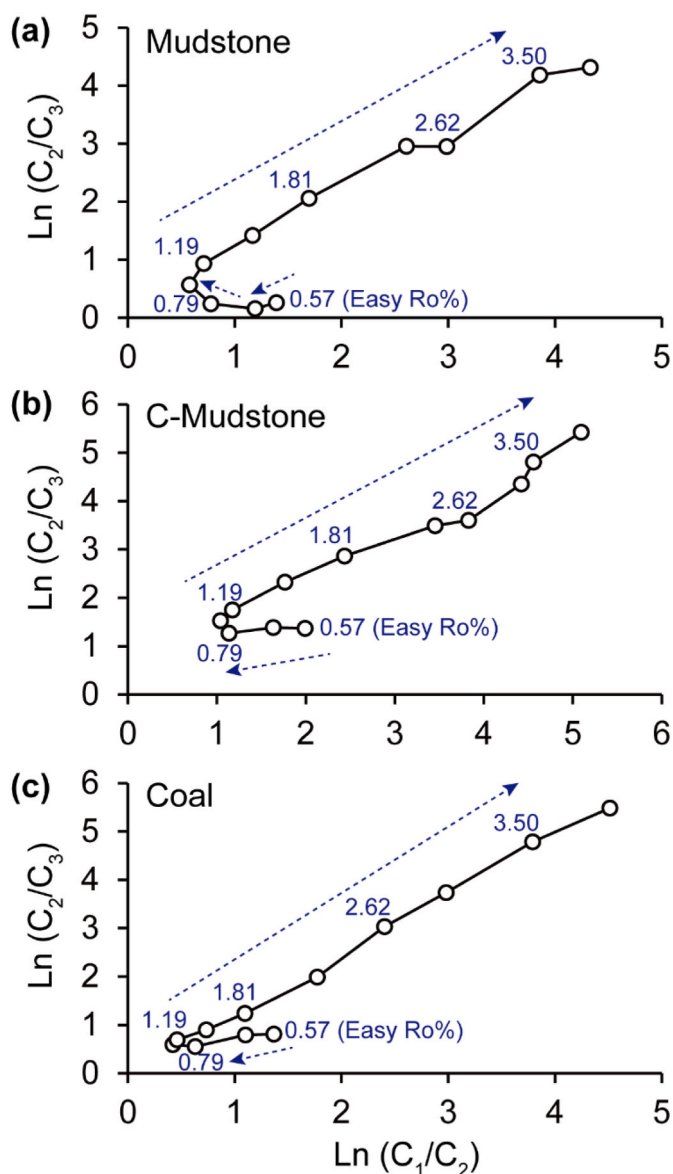 (a) Mudstone
Ln (C₂/C₃)
5
4
3
2
1
0
3.50
2.62
1.81
1.19
0.79
0.57 (Easy Ro%)
0 1 2 3 4 5
(b) C-Mudstone
Ln (C₂/C₃)
6
5
4
3
2
1
0
3.50
2.62
1.81
1.19
0.57 (Easy Ro%)
0.79
0 1 2 3 4 5 6
(c) Coal
Ln (C₂/C₃)
6
5
4
3
2
1
0
3.50
2.62
1.81
1.19
0.57 (Easy Ro%)
0.79
0 1 2 3 4 5
Ln (C₁/C₂)